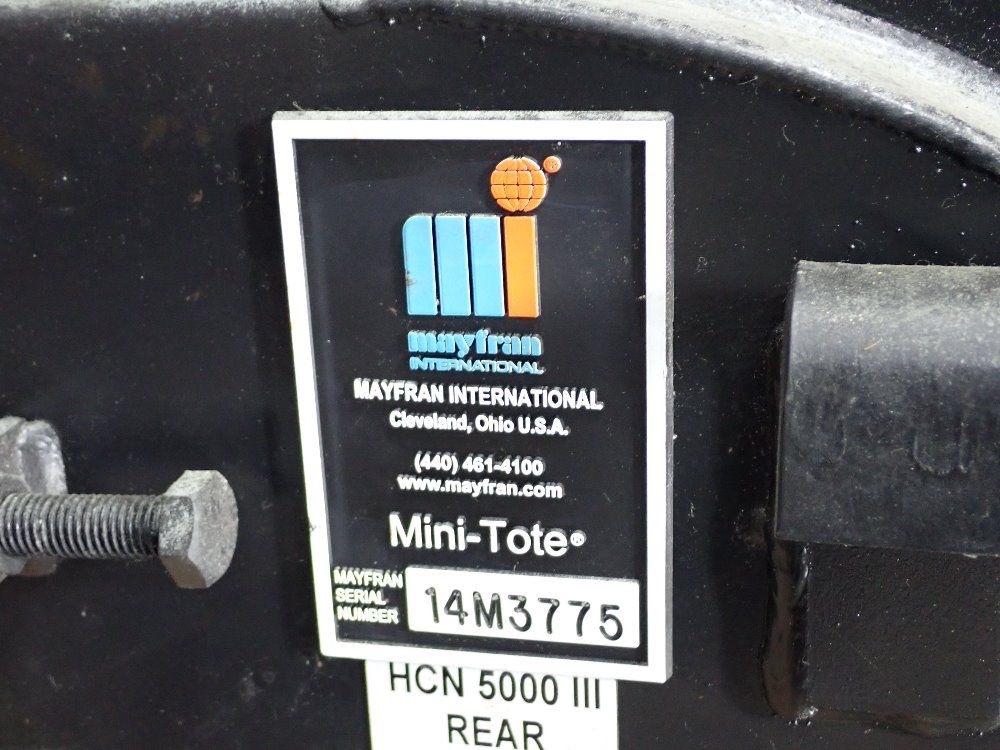 mayfran
INTERNATIONAL
MAYFRAN INTERNATIONAL
Cleveland, Ohio U.S.A.
(440) 461-4100
www.mayfran.com
Mini-Tote®
MAYFRAN
SERIAL
NUMBER
14M3775
HCN 5000 III
REAR